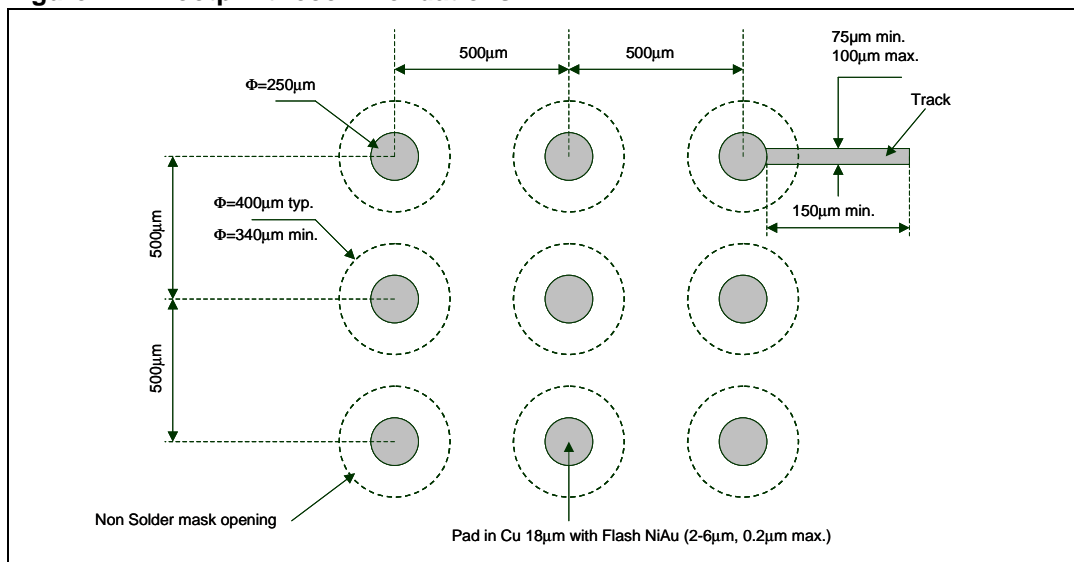 500µm
500µm
75µm min.
100µm max.
Φ=250µm
Track
Φ=400µm typ.
Φ=340µm min.
150µm min.
500µm
500µm
Non Solder mask opening
Pad in Cu 18µm with Flash NiAu (2-6µm, 0.2µm max.)